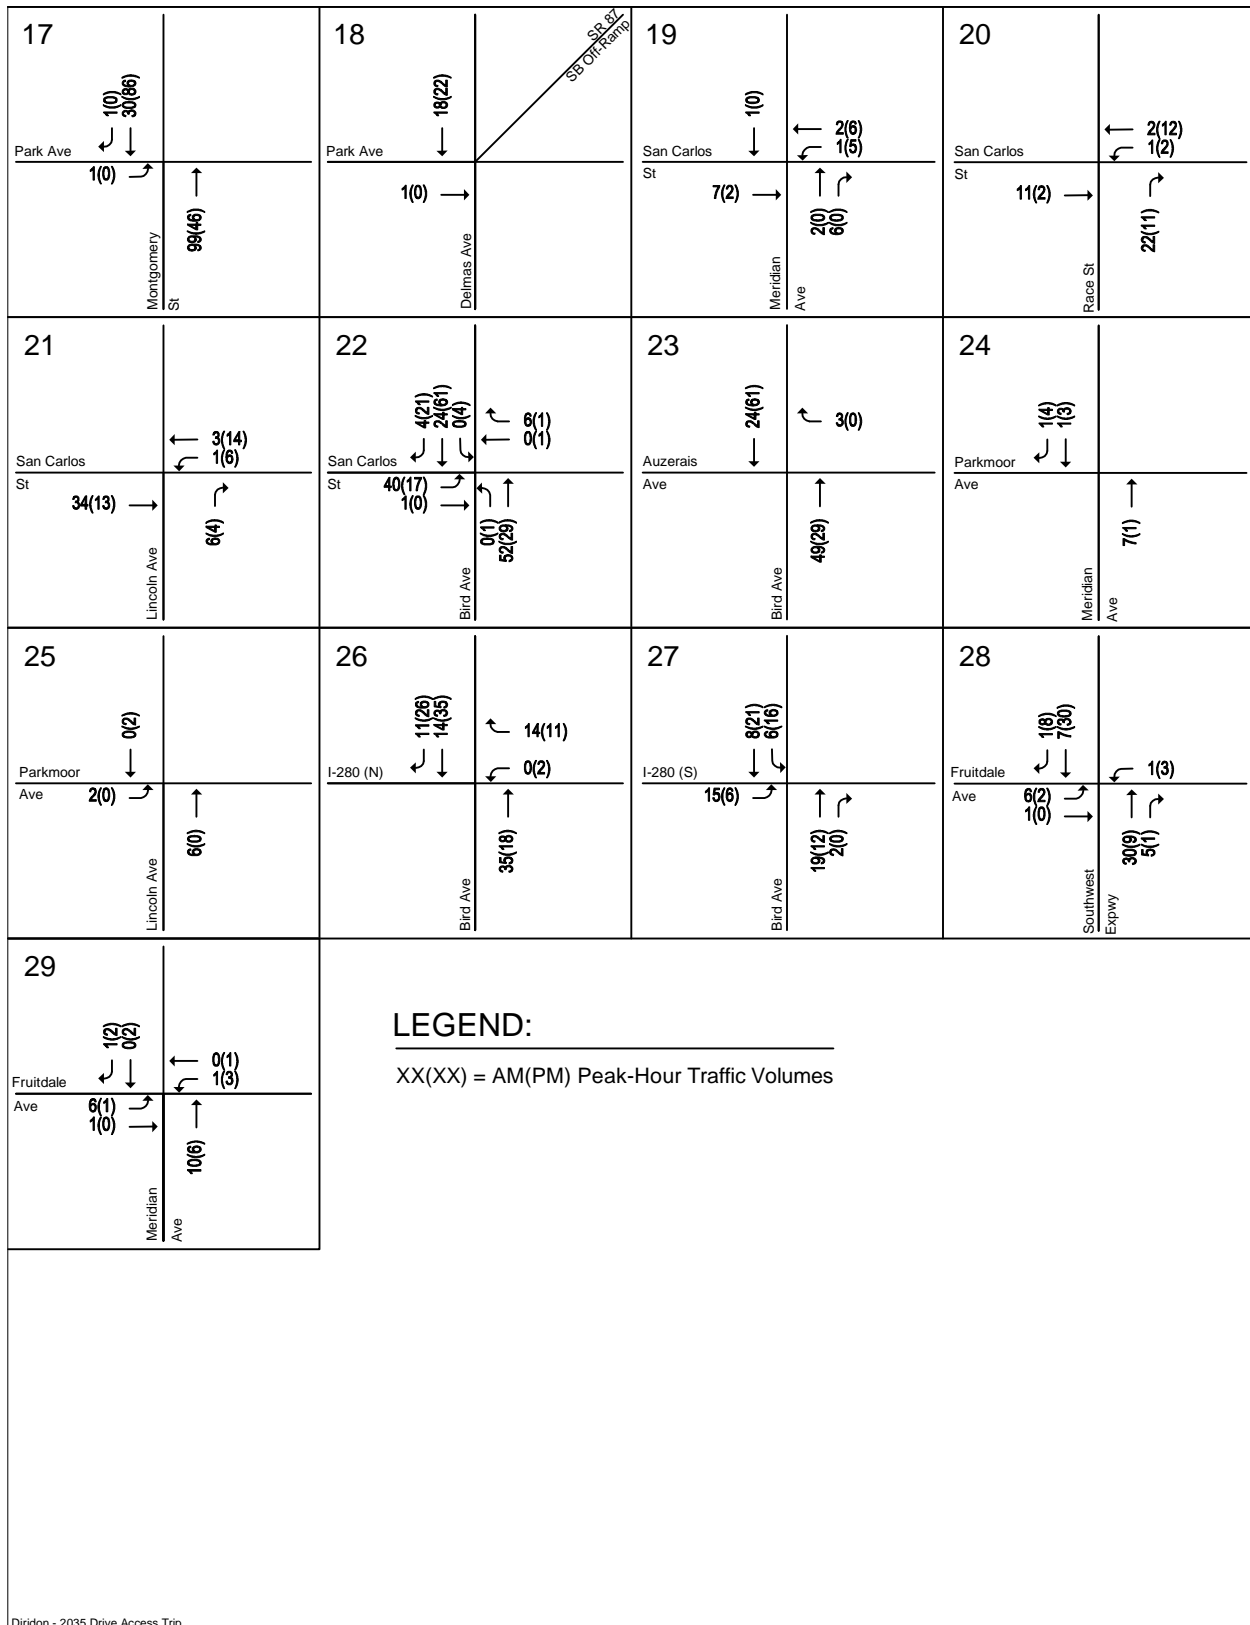 17
1(0)
30(86)
Park Ave
1(0)
99(46)
Montgomery
St
18
SR 87
SB Off-Ramp
18(22)
Park Ave
1(0)
Delmas Ave
19
1(0)
2(6)
1(5)
San Carlos
St
7(2)
2(0)
6(0)
Meridian
Ave
20
2(12)
1(2)
San Carlos
St
11(2)
22(11)
Race St
21
3(14)
1(6)
San Carlos
St
34(13)
6(4)
Lincoln Ave
22
4(21)
24(61)
0(4)
6(1)
0(1)
San Carlos
St
40(17)
1(0)
0(1)
52(29)
Bird Ave
23
24(61)
3(0)
Auzerais
Ave
49(29)
Bird Ave
24
1(4)
1(3)
Parkmoor
Ave
7(1)
Meridian
Ave
25
0(2)
Parkmoor
Ave
2(0)
6(0)
Lincoln Ave
26
11(26)
14(35)
14(11)
0(2)
I-280 (N)
35(18)
Bird Ave
27
8(21)
6(16)
I-280 (S)
15(6)
19(12)
2(0)
Bird Ave
28
1(8)
7(30)
1(3)
Fruitdale
Ave
6(2)
1(0)
30(9)
5(1)
Southwest
Expwy
29
1(2)
0(2)
0(1)
1(3)
Fruitdale
Ave
6(1)
1(0)
10(6)
Meridian
Ave
LEGEND:
XX(XX) = AM(PM) Peak-Hour Traffic Volumes
Diridon - 2035 Drive Access Trip